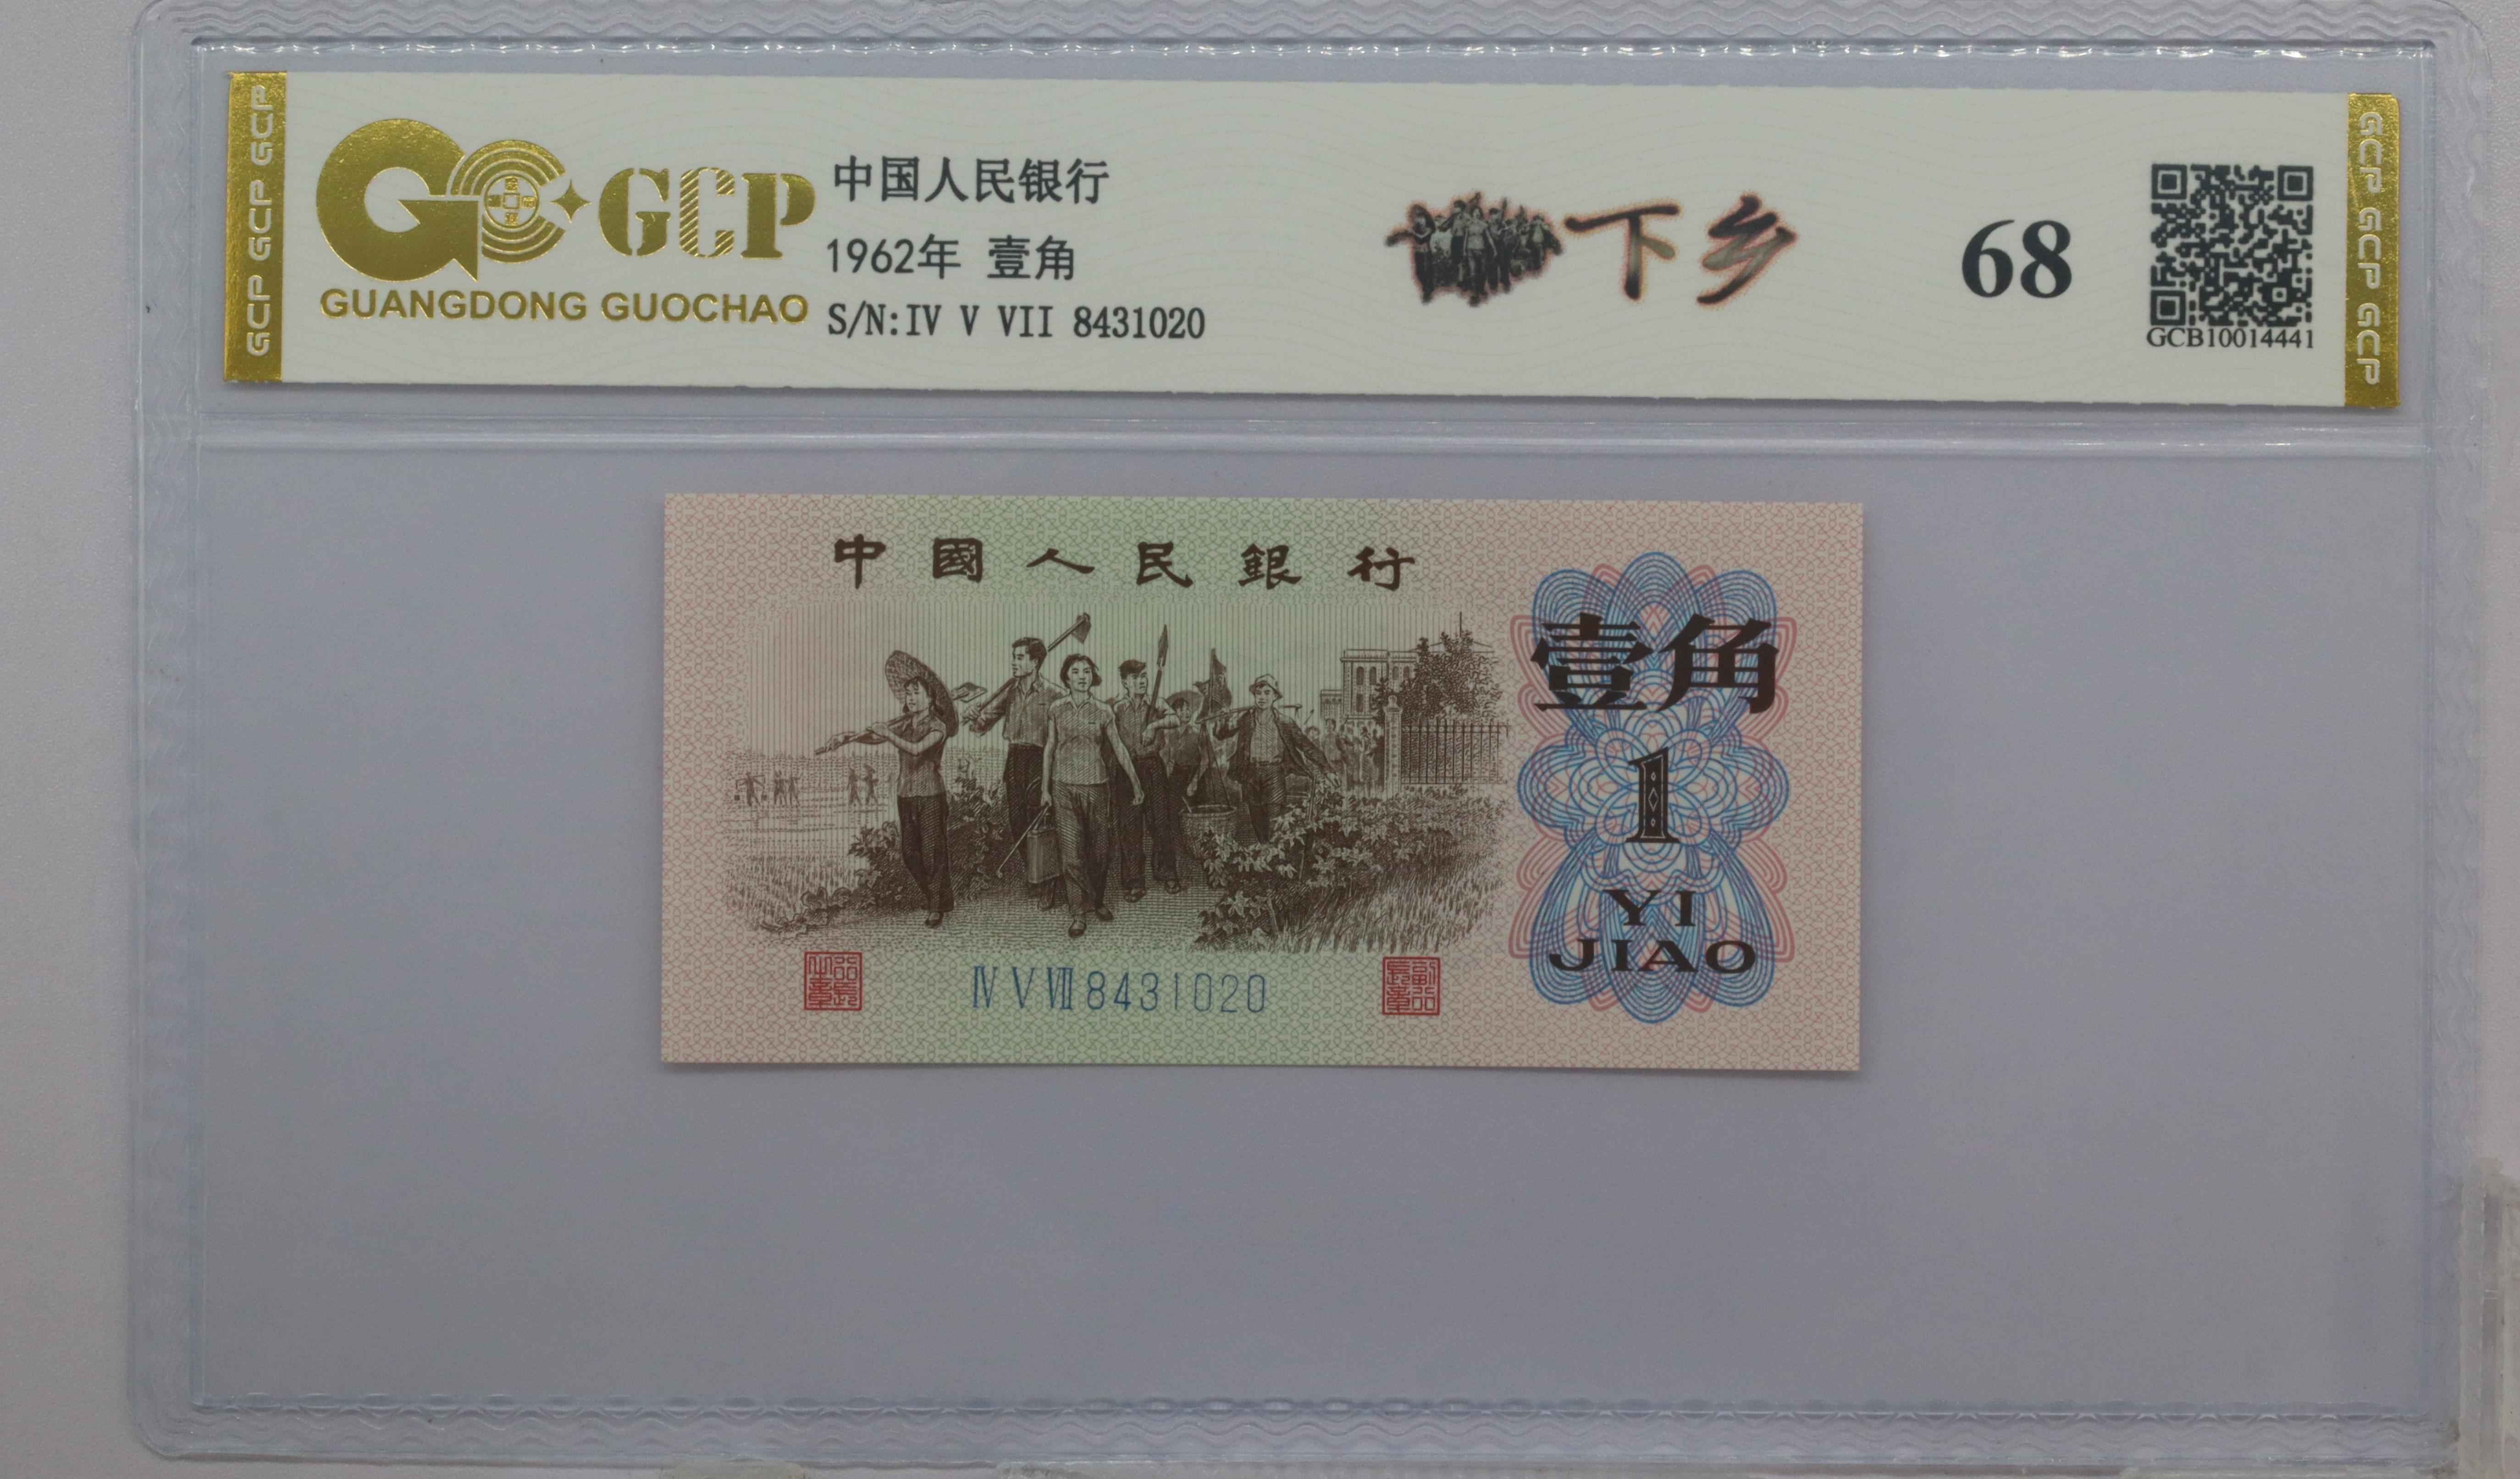 GCP GCP GCP
GCP
GUANGDONG GUOCHAO
中国人民银行
1962年 壹角
S/N:IV V VII 8431020
下乡
68
GCB10014441
GCP GCP GCP
中國人民銀行
壹角
1
YI
JIAO
Ⅳ Ⅴ Ⅶ 8431020